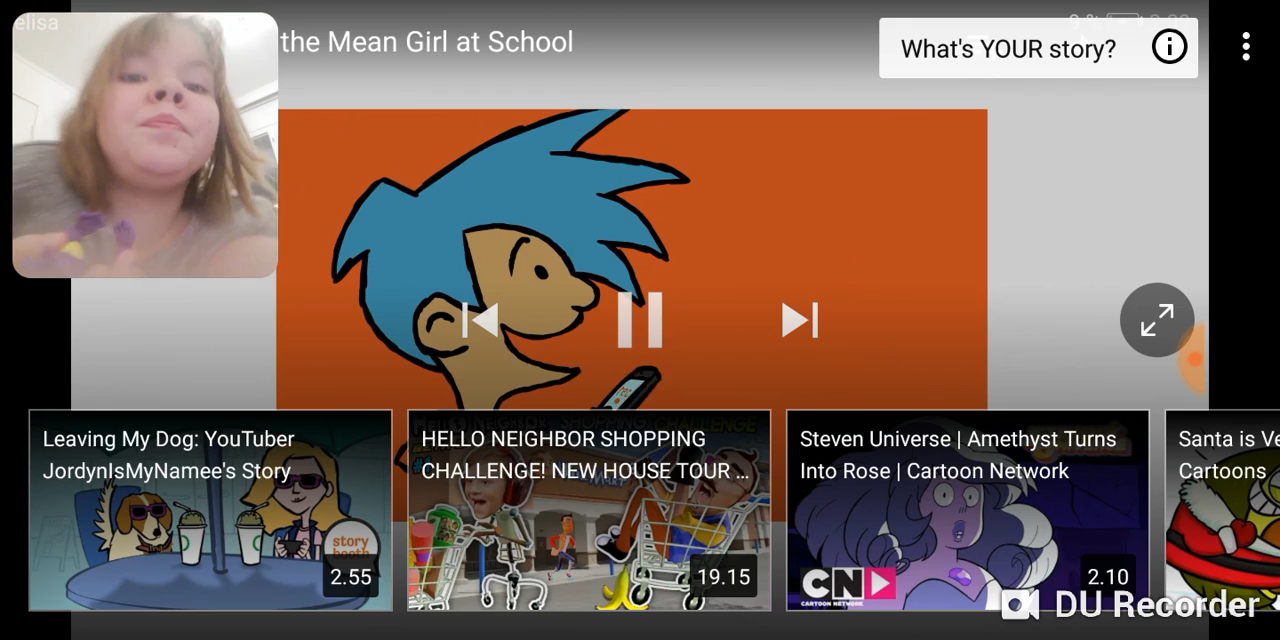 elisa
the Mean Girl at School
What's YOUR story?
Leaving My Dog: YouTuber
JordynIsMyNamee's Story
story
booth
2.55
HELLO NEIGHBOR SHOPPING
CHALLENGE! NEW HOUSE TOUR ...
19.15
Steven Universe | Amethyst Turns
Into Rose | Cartoon Network
CN
CARTOON NETWORK
2.10
Santa is Ve
Cartoons
DU Recorder